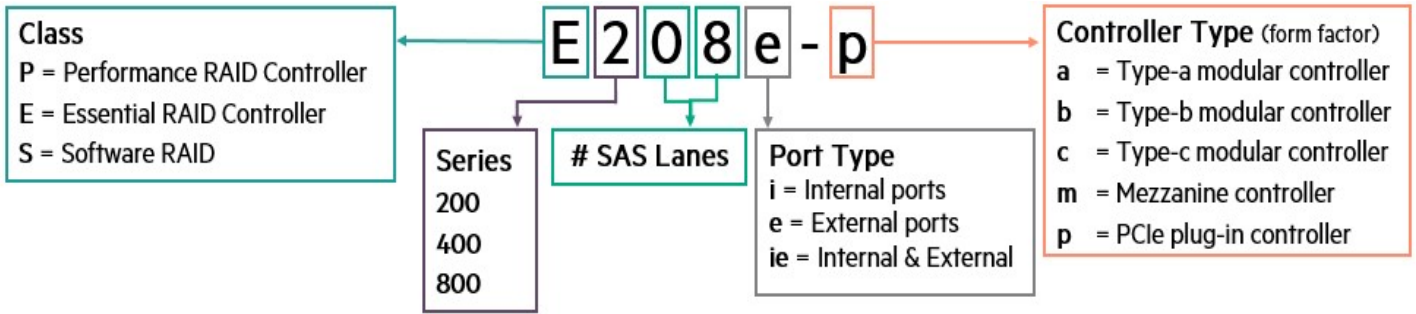 E208e-p
Class
P = Performance RAID Controller
E = Essential RAID Controller
S = Software RAID
Series
200
400
800
# SAS Lanes
Port Type
i = Internal ports
e = External ports
ie = Internal & External
Controller Type (form factor)
a = Type-a modular controller
b = Type-b modular controller
c = Type-c modular controller
m = Mezzanine controller
p = PCIe plug-in controller